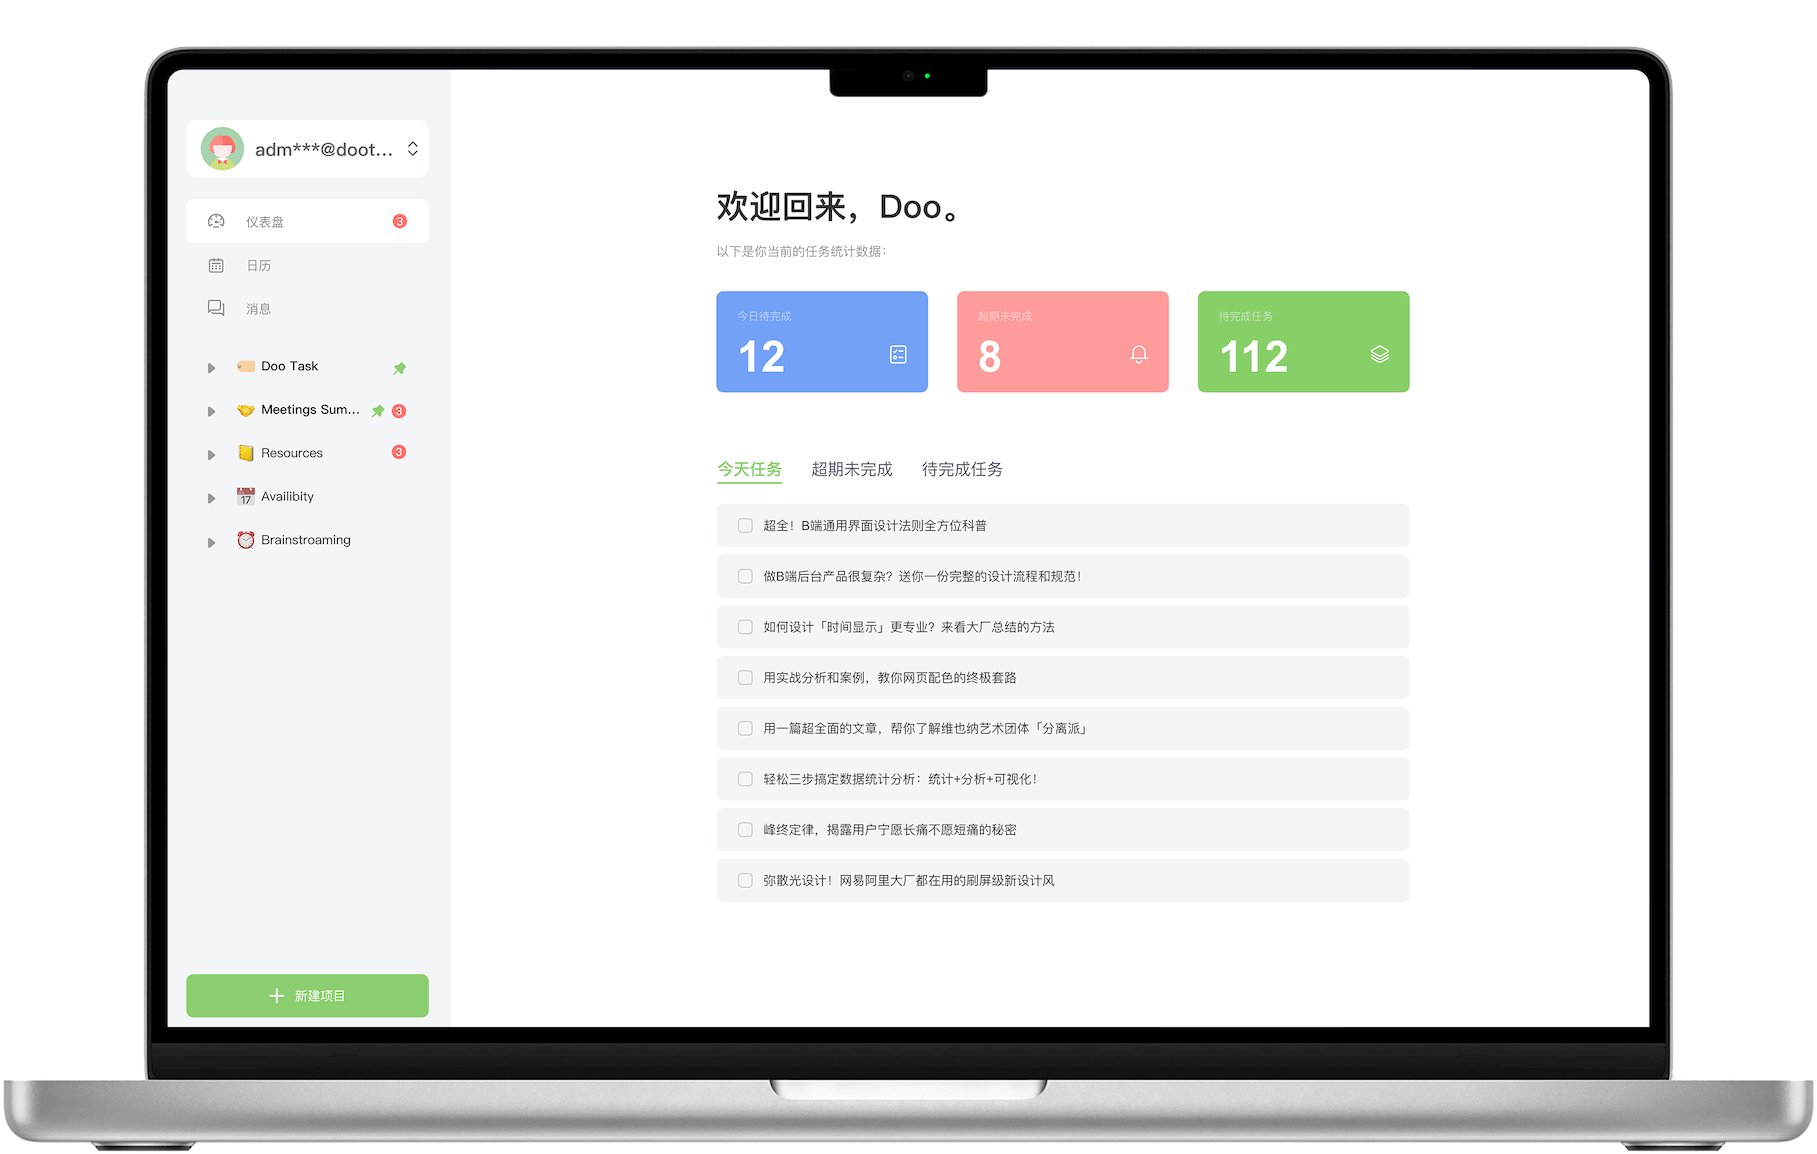 adm***@doot...
仪表盘 3
日历
消息
Doo Task
Meetings Sum... 3
Resources 3
17 Availibity
Brainstroaming
新建项目
欢迎回来，Doo。
以下是你当前的任务统计数据：
今日待完成
12
超期未完成
8
待完成任务
112
今天任务 超期未完成 待完成任务
超全！B端通用界面设计法则全方位科普
做B端后台产品很复杂？送你一份完整的设计流程和规范！
如何设计「时间显示」更专业？来看大厂总结的方法
用实战分析和案例，教你网页配色的终极套路
用一篇超全面的文章，帮你了解维也纳艺术团体「分离派」
轻松三步搞定数据统计分析：统计+分析+可视化！
峰终定律，揭露用户宁愿长痛不愿短痛的秘密
弥散光设计！网易阿里大厂都在用的刷屏级新设计风